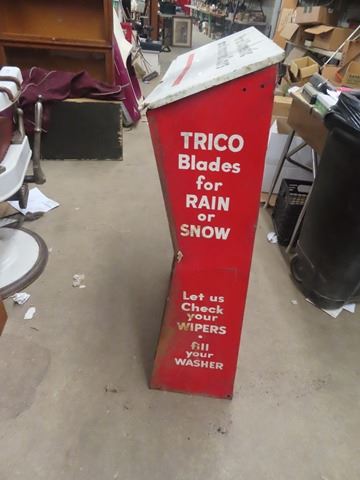 TRICO
Blades
for
RAIN
or
SNOW
Let us
Check
your
WIPERS
•
fill
your
WASHER